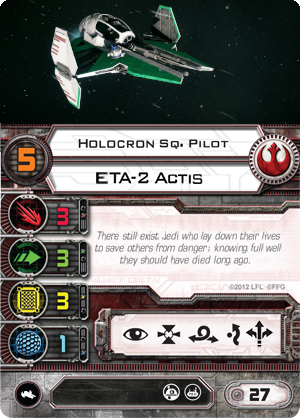 Holocron Sq. Pilot
5
ETA-2 Actis
3
3
3
1
There still exist Jedi who lay down their lives
to save others from danger; knowing full well
they should have died long ago.
©2012 LFL ©FFG
27